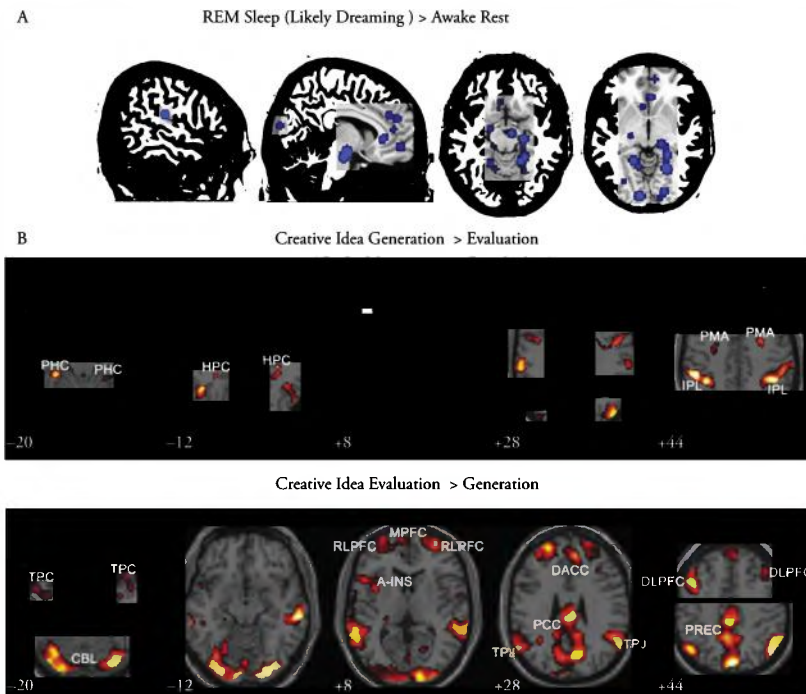 A
REM Sleep (Likely Dreaming ) > Awake Rest
B
Creative Idea Generation > Evaluation
PMA PMA
PHC PHC HPC HPC
IPL IPL
−20 −12 +8 +28 +44
Creative Idea Evaluation > Generation
MPFC
RLPFC RLPFC
TPC TPC A-INS DACC DLPFC DLPFC
PCC PREC
CBL TPJ TPJ
−20 −12 +8 +28 +44